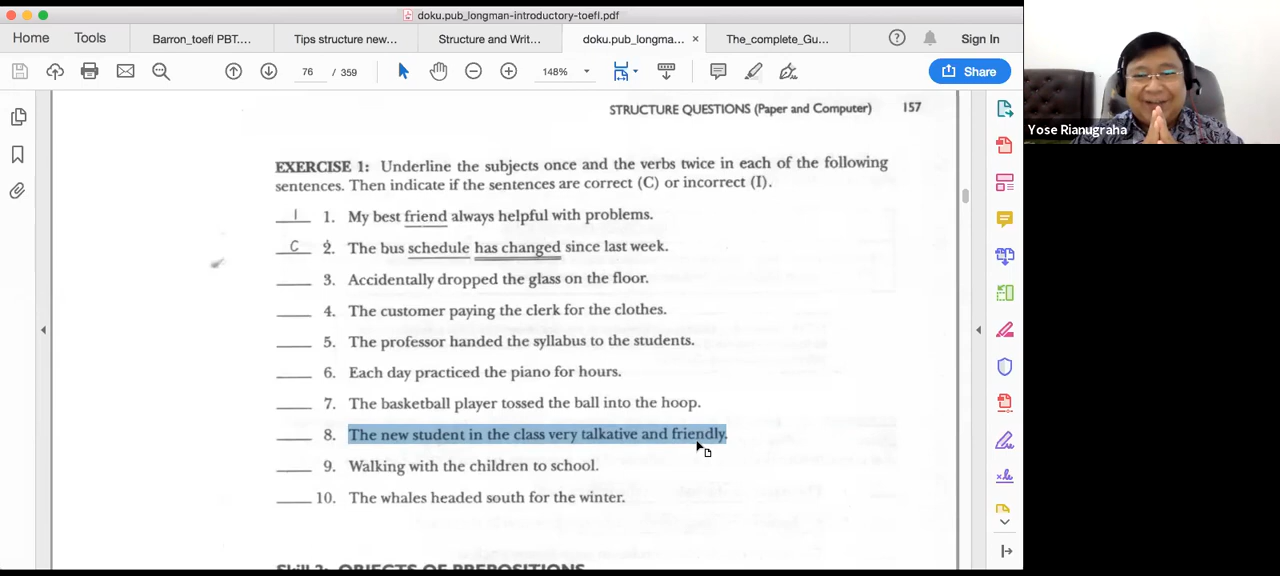 doku.pub_longman-introductory-toefl.pdf
Home Tools Barron_toefl PBT.... Tips structure new... Structure and Writ... doku.pub_longma... × The_complete_Gu... Sign In
76 / 359 148% Share
STRUCTURE QUESTIONS (Paper and Computer) 157
EXERCISE 1: Underline the subjects once and the verbs twice in each of the following
sentences. Then indicate if the sentences are correct (C) or incorrect (I).
I 1. My best friend always helpful with problems.
C 2. The bus schedule has changed since last week.
3. Accidentally dropped the glass on the floor.
4. The customer paying the clerk for the clothes.
5. The professor handed the syllabus to the students.
6. Each day practiced the piano for hours.
7. The basketball player tossed the ball into the hoop.
8. The new student in the class very talkative and friendly.
9. Walking with the children to school.
10. The whales headed south for the winter.
Skill 2: OBJECTS OF PREPOSITIONS
Yose Rianugraha